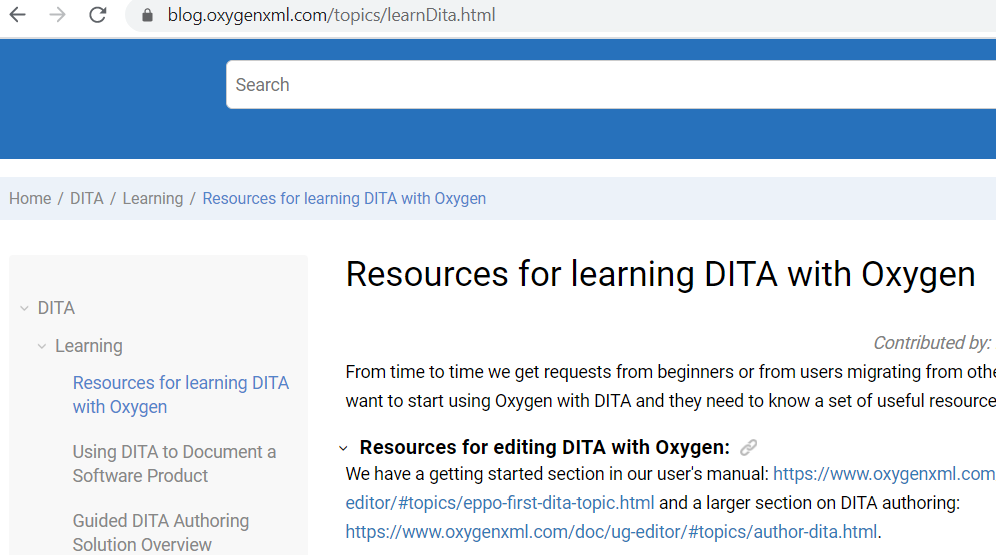 blog.oxygenxml.com/topics/learnDita.html
Search
Home / DITA / Learning / Resources for learning DITA with Oxygen
DITA
Learning
Resources for learning DITA
with Oxygen
Using DITA to Document a
Software Product
Guided DITA Authoring
Solution Overview
Resources for learning DITA with Oxygen
Contributed by:
From time to time we get requests from beginners or from users migrating from othe
want to start using Oxygen with DITA and they need to know a set of useful resource
Resources for editing DITA with Oxygen:
We have a getting started section in our user's manual: https://www.oxygenxml.com
editor/#topics/eppo-first-dita-topic.html and a larger section on DITA authoring:
https://www.oxygenxml.com/doc/ug-editor/#topics/author-dita.html.